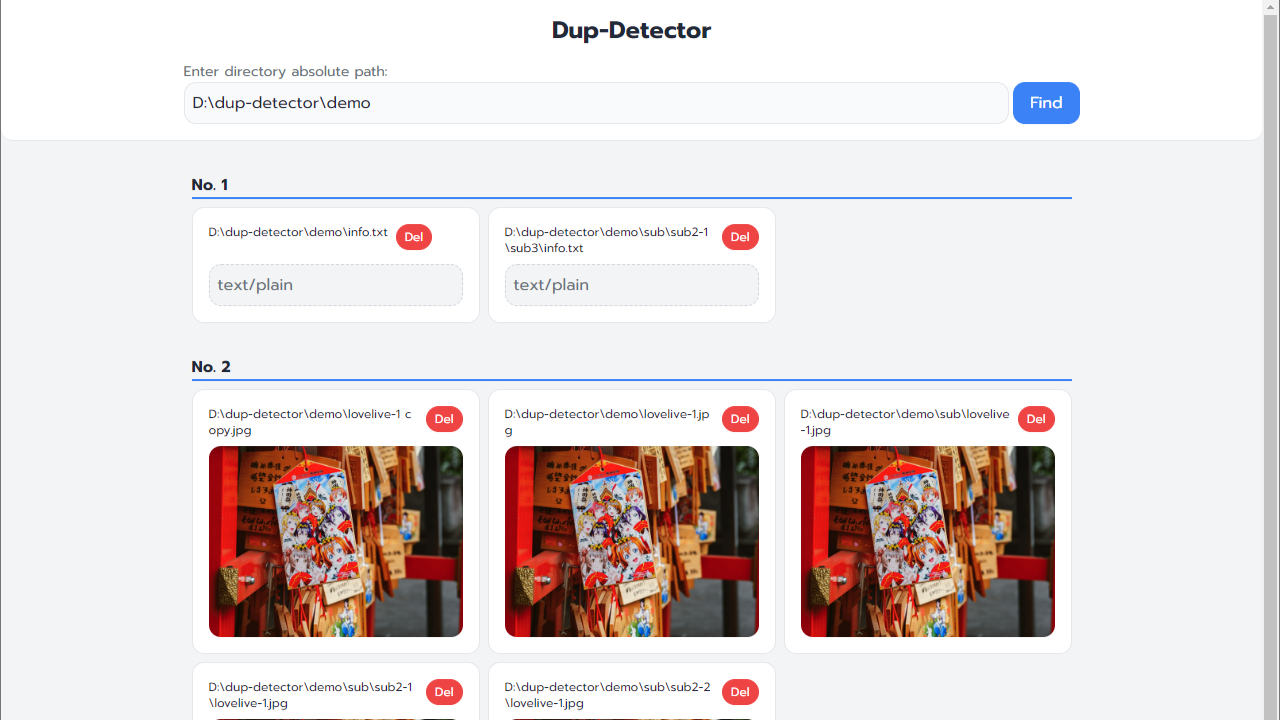 Dup-Detector
Enter directory absolute path:
D:\dup-detector\demo
Find
No. 1
D:\dup-detector\demo\info.txt
Del
text/plain
D:\dup-detector\demo\sub\sub2-1
\sub3\info.txt
Del
text/plain
No. 2
D:\dup-detector\demo\lovelive-1 c
opy.jpg
Del
D:\dup-detector\demo\lovelive-1.jp
g
Del
D:\dup-detector\demo\sub\lovelive
-1.jpg
Del
D:\dup-detector\demo\sub\sub2-1
\lovelive-1.jpg
Del
D:\dup-detector\demo\sub\sub2-2
\lovelive-1.jpg
Del